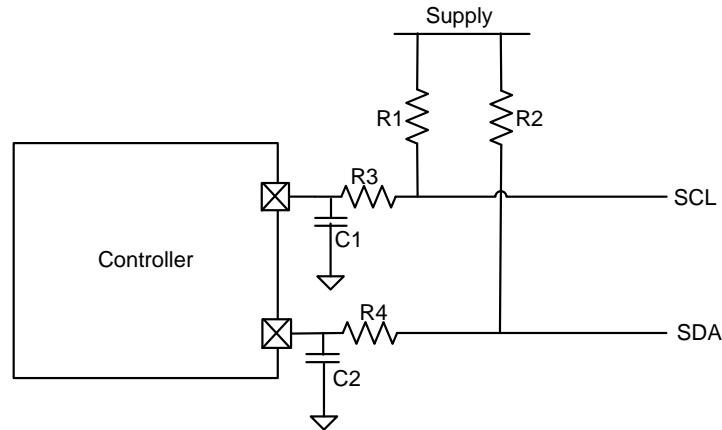 Supply
R1
R2
R3
SCL
C1
Controller
R4
SDA
C2